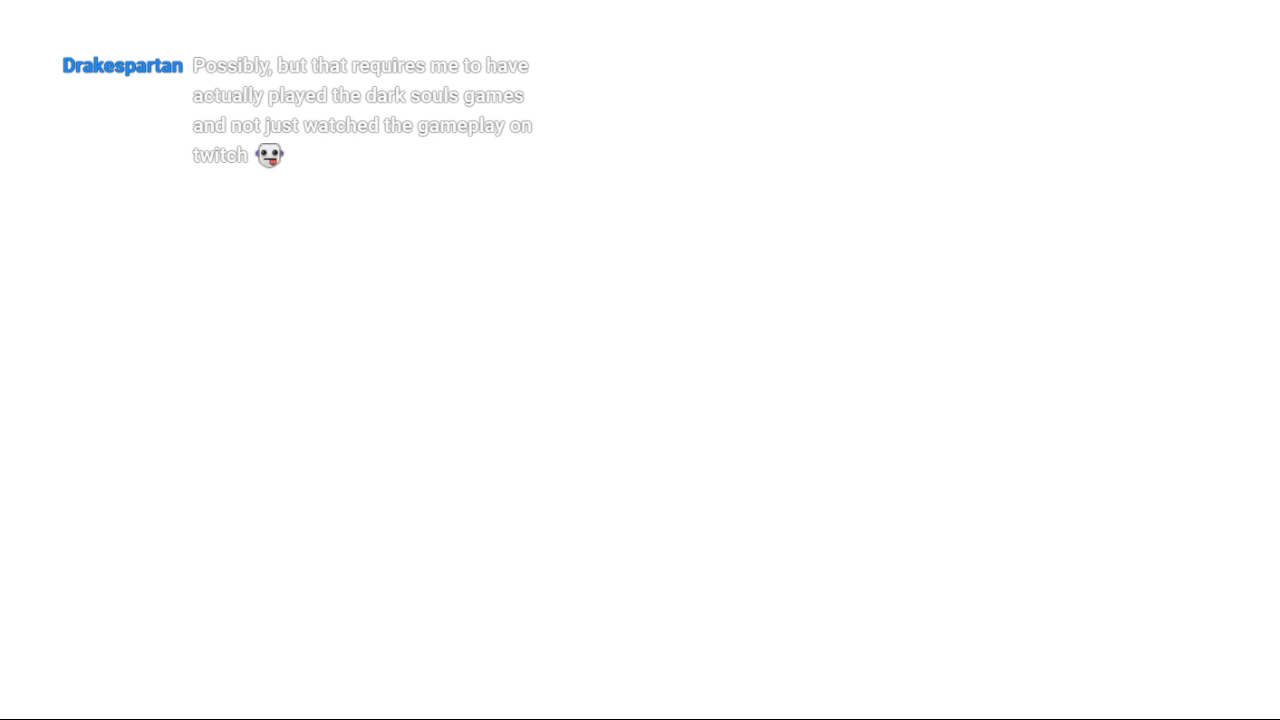 Drakespartan Possibly, but that requires me to have
actually played the dark souls games
and not just watched the gameplay on
twitch